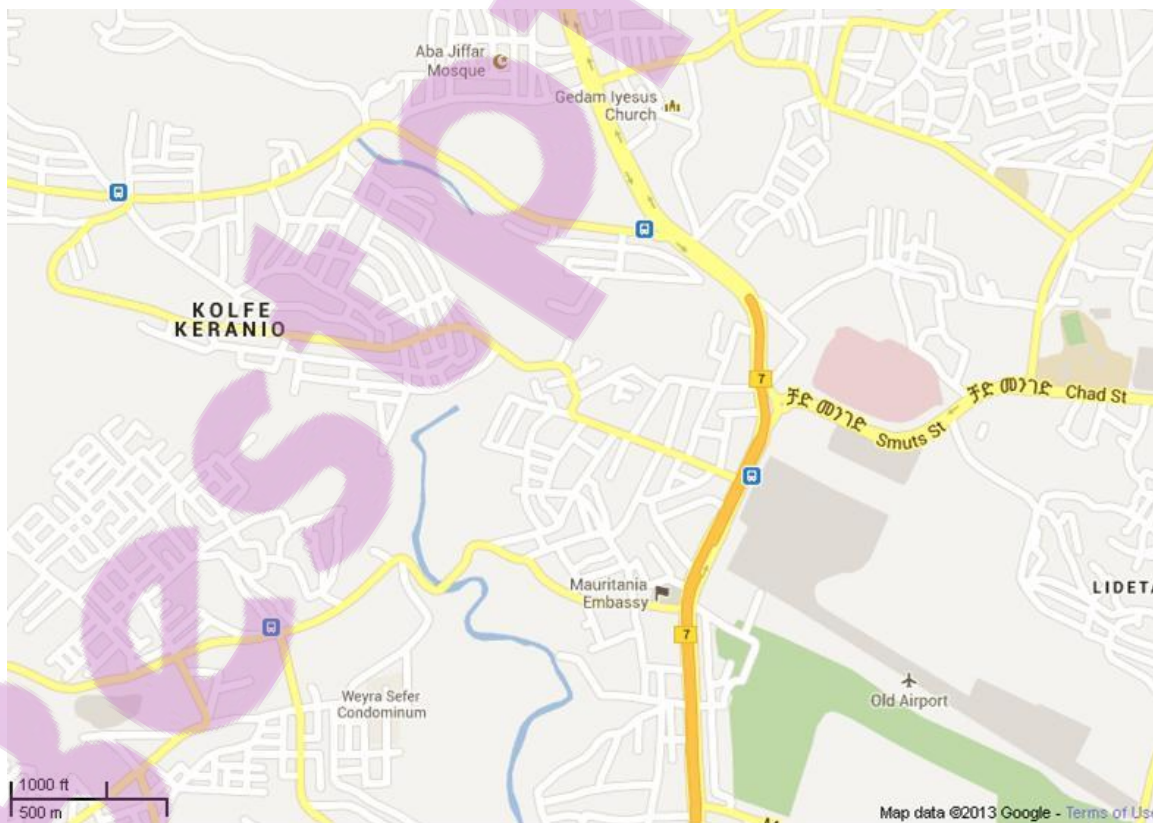 Aba Jiffar
Mosque
Gedam Iyesus
Church
KOLFE
KERANIO
7
ቻድ መንገድ
Smuts St
ቻድ መንገድ
Chad St
Mauritania
Embassy
7
LIDETA
Weyra Sefer
Condominum
Old Airport
1000 ft
500 m
Map data ©2013 Google - Terms of Use